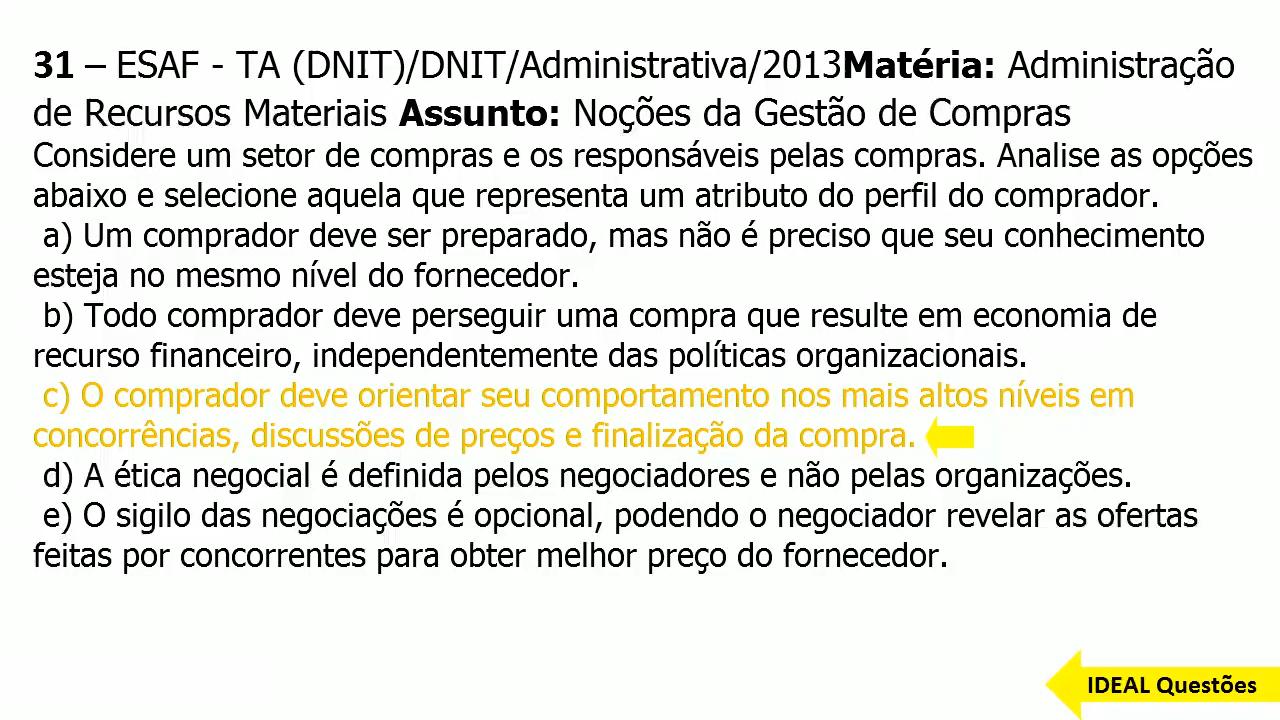 31 – ESAF - TA (DNIT)/DNIT/Administrativa/2013Matéria: Administração
de Recursos Materiais Assunto: Noções da Gestão de Compras
Considere um setor de compras e os responsáveis pelas compras. Analise as opções
abaixo e selecione aquela que representa um atributo do perfil do comprador.
a) Um comprador deve ser preparado, mas não é preciso que seu conhecimento
esteja no mesmo nível do fornecedor.
b) Todo comprador deve perseguir uma compra que resulte em economia de
recurso financeiro, independentemente das políticas organizacionais.
c) O comprador deve orientar seu comportamento nos mais altos níveis em
concorrências, discussões de preços e finalização da compra.
d) A ética negocial é definida pelos negociadores e não pelas organizações.
e) O sigilo das negociações é opcional, podendo o negociador revelar as ofertas
feitas por concorrentes para obter melhor preço do fornecedor.
IDEAL Questões